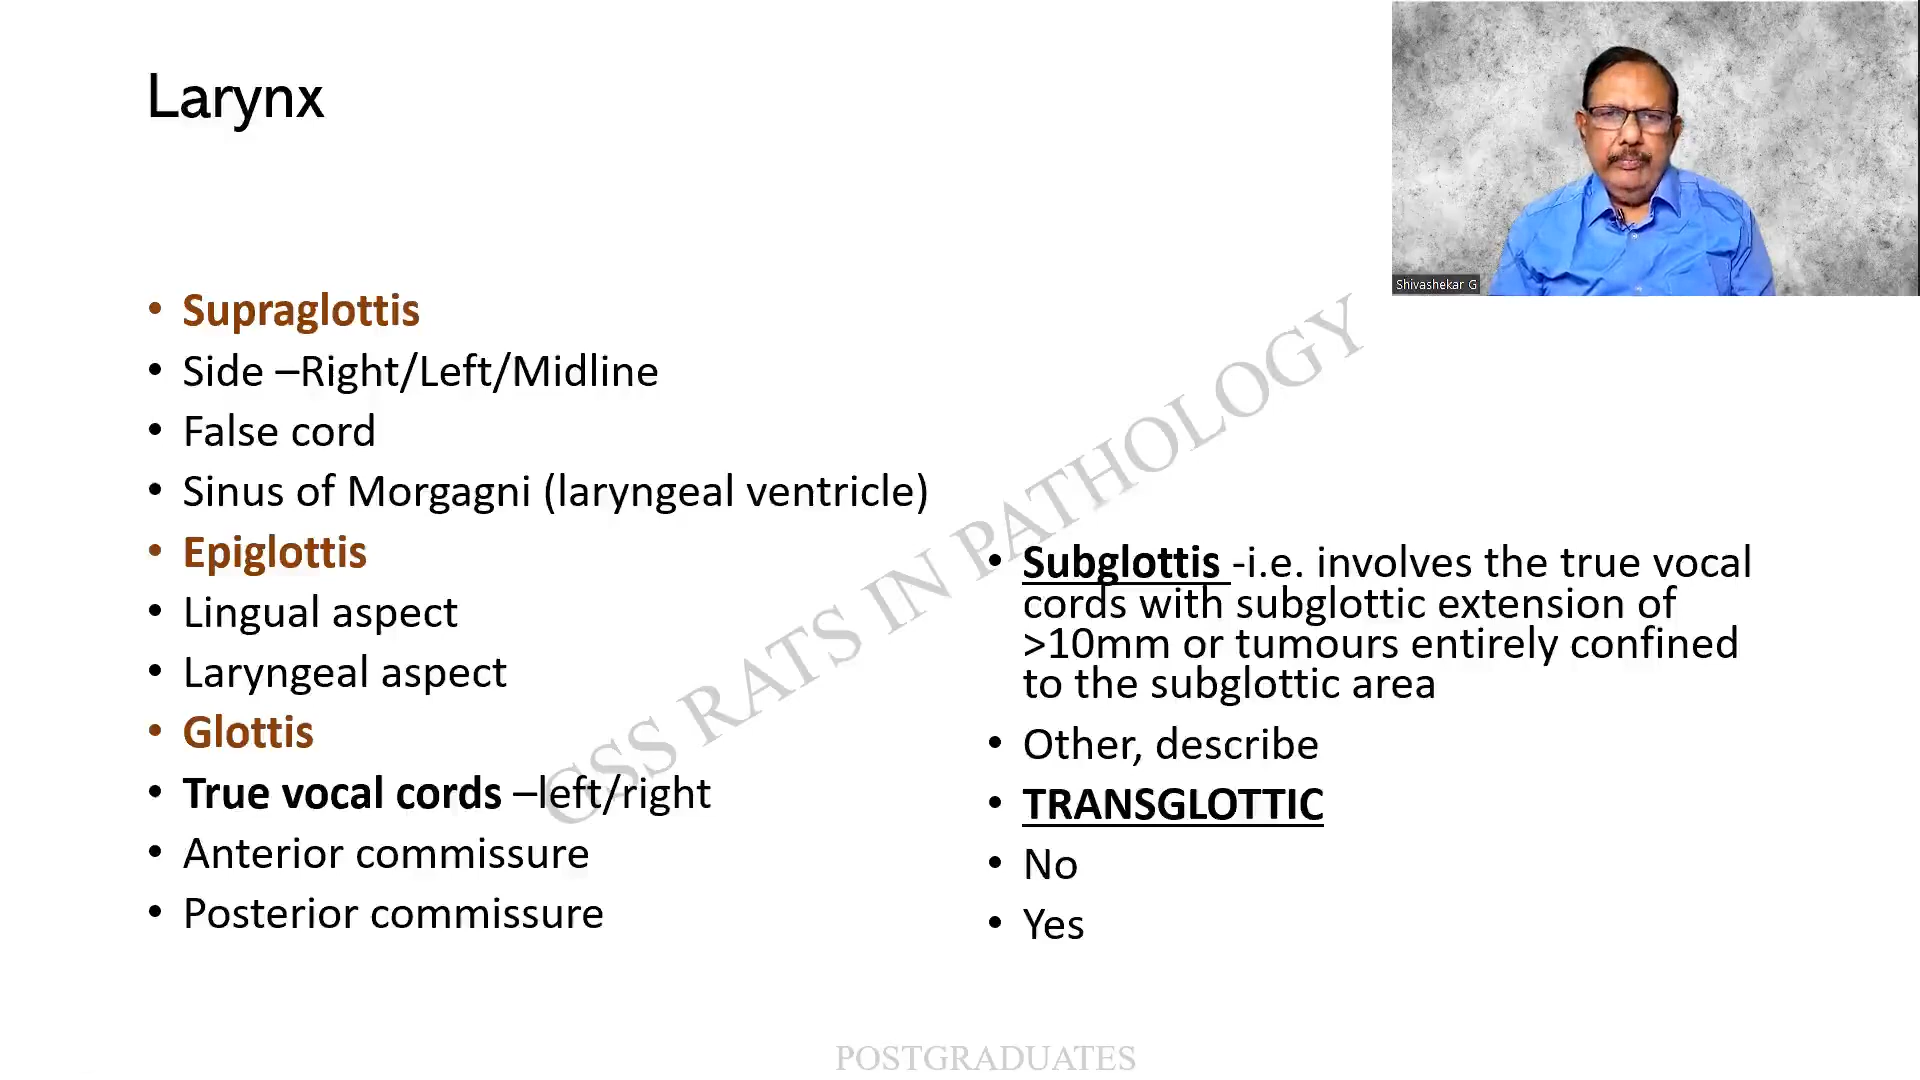 Larynx
Shivashekar G
• Supraglottis
• Side –Right/Left/Midline
• False cord
• Sinus of Morgagni (laryngeal ventricle)
• Epiglottis
• Lingual aspect
• Laryngeal aspect
• Glottis
• True vocal cords –left/right
• Anterior commissure
• Posterior commissure
• Subglottis -i.e. involves the true vocal
cords with subglottic extension of
>10mm or tumours entirely confined
to the subglottic area
• Other, describe
• TRANSGLOTTIC
• No
• Yes
CSS RATS IN PATHOLOGY
POSTGRADUATES